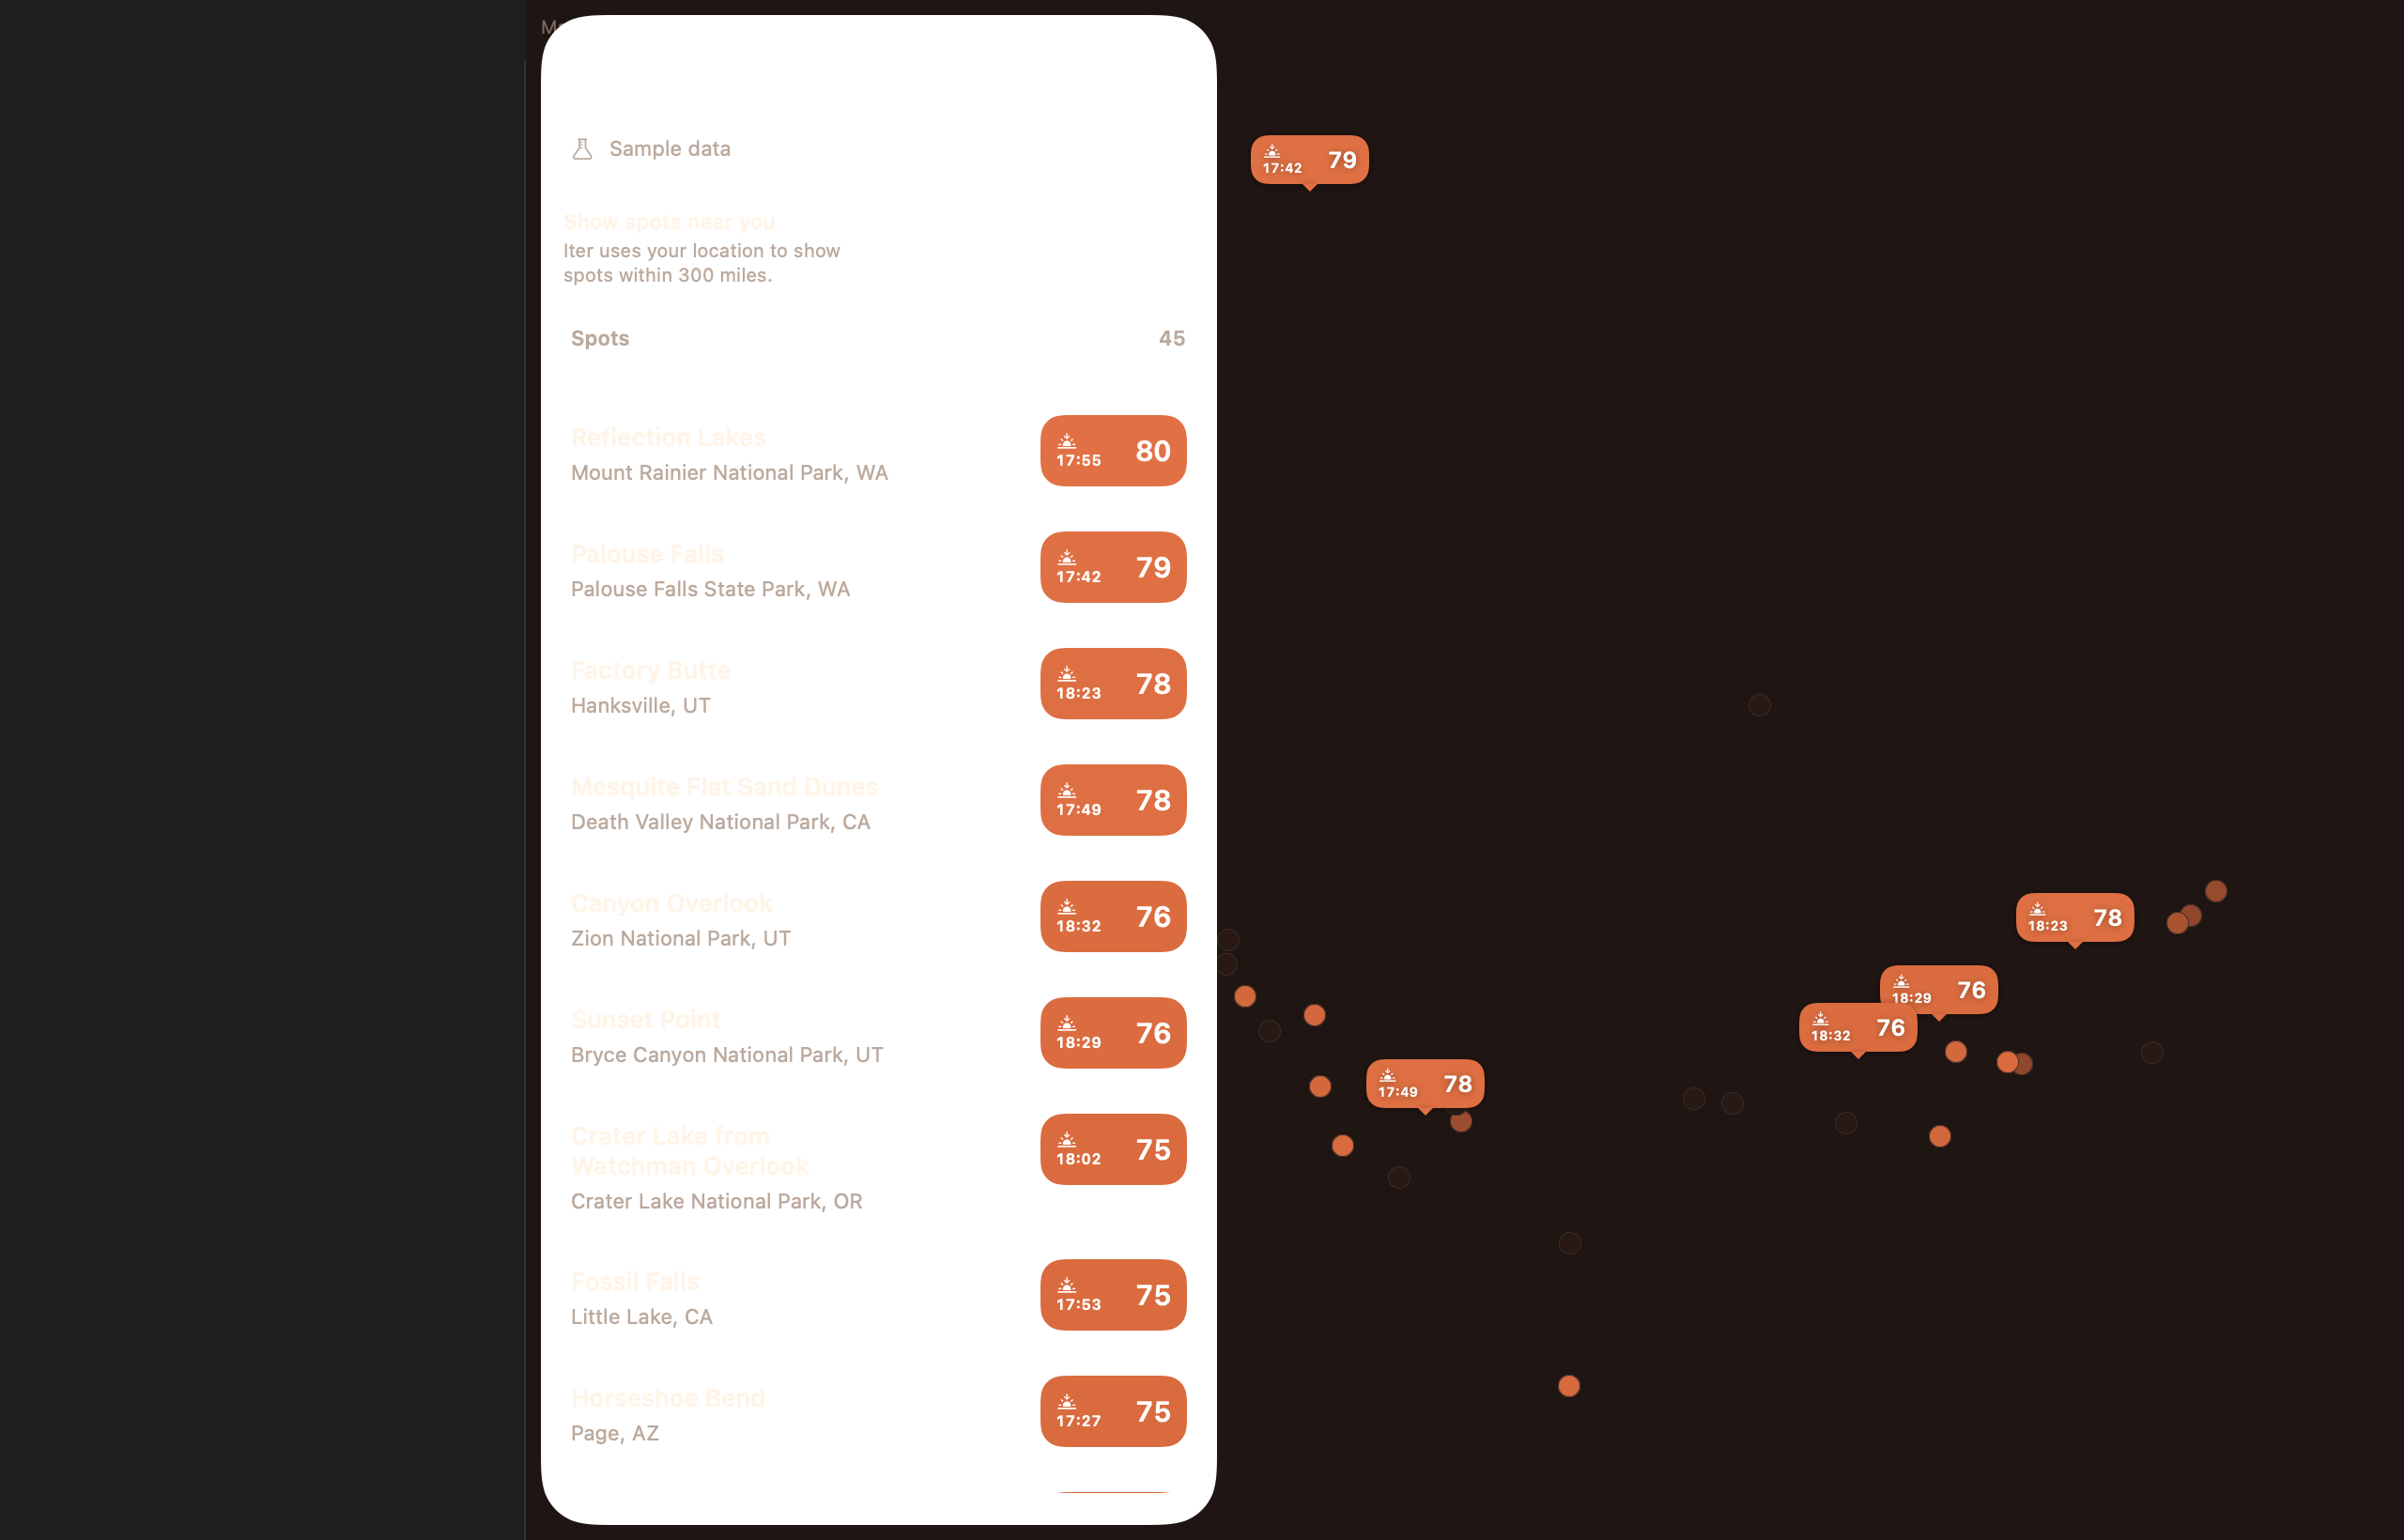 Sample data
Show spots near you
Iter uses your location to show
spots within 300 miles.
Spots 45
Reflection Lakes
Mount Rainier National Park, WA
17:55 80
Palouse Falls
Palouse Falls State Park, WA
17:42 79
Factory Butte
Hanksville, UT
18:23 78
Mesquite Flat Sand Dunes
Death Valley National Park, CA
17:49 78
Canyon Overlook
Zion National Park, UT
18:32 76
Sunset Point
Bryce Canyon National Park, UT
18:29 76
Crater Lake from
Watchman Overlook
Crater Lake National Park, OR
18:02 75
Fossil Falls
Little Lake, CA
17:53 75
Horseshoe Bend
Page, AZ
17:27 75
17:42 79
18:23 78
18:29 76
18:32 76
17:49 78